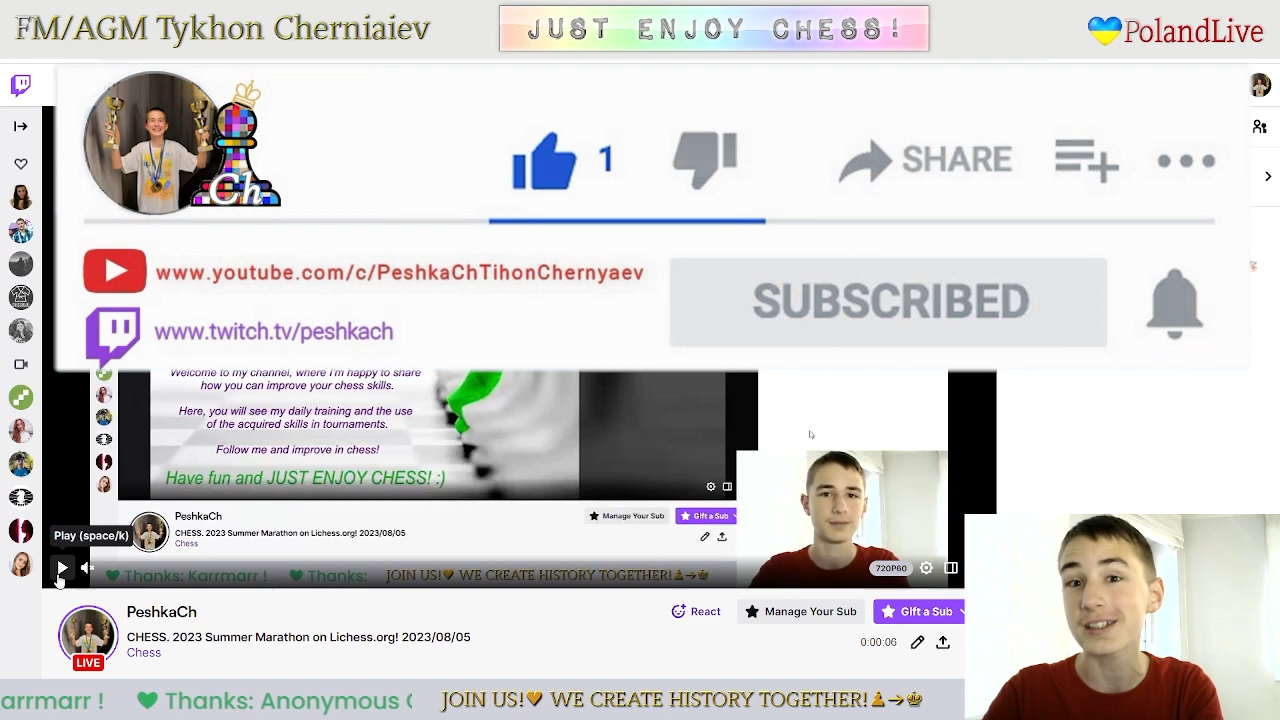 FM/AGM Tykhon Cherniaiev
JUST ENJOY CHESS!
PolandLive
Ch
1
SHARE
www.youtube.com/c/PeshkaChTihonChernyaev
www.twitch.tv/peshkach
SUBSCRIBED
Welcome to my channel, where I'm happy to share
how you can improve your chess skills.
Here, you will see my daily training and the use
of the acquired skills in tournaments.
Follow me and improve in chess!
Have fun and JUST ENJOY CHESS! :)
PeshkaCh
CHESS. 2023 Summer Marathon on Lichess.org! 2023/08/05
Chess
Manage Your Sub
Gift a Sub
Play (space/k)
Thanks: Karrmarr !
Thanks:
JOIN US! WE CREATE HISTORY TOGETHER!
720P60
PeshkaCh
CHESS. 2023 Summer Marathon on Lichess.org! 2023/08/05
Chess
LIVE
React
Manage Your Sub
Gift a Sub
0:00:06
arrmarr !
Thanks: Anonymous
JOIN US! WE CREATE HISTORY TOGETHER!